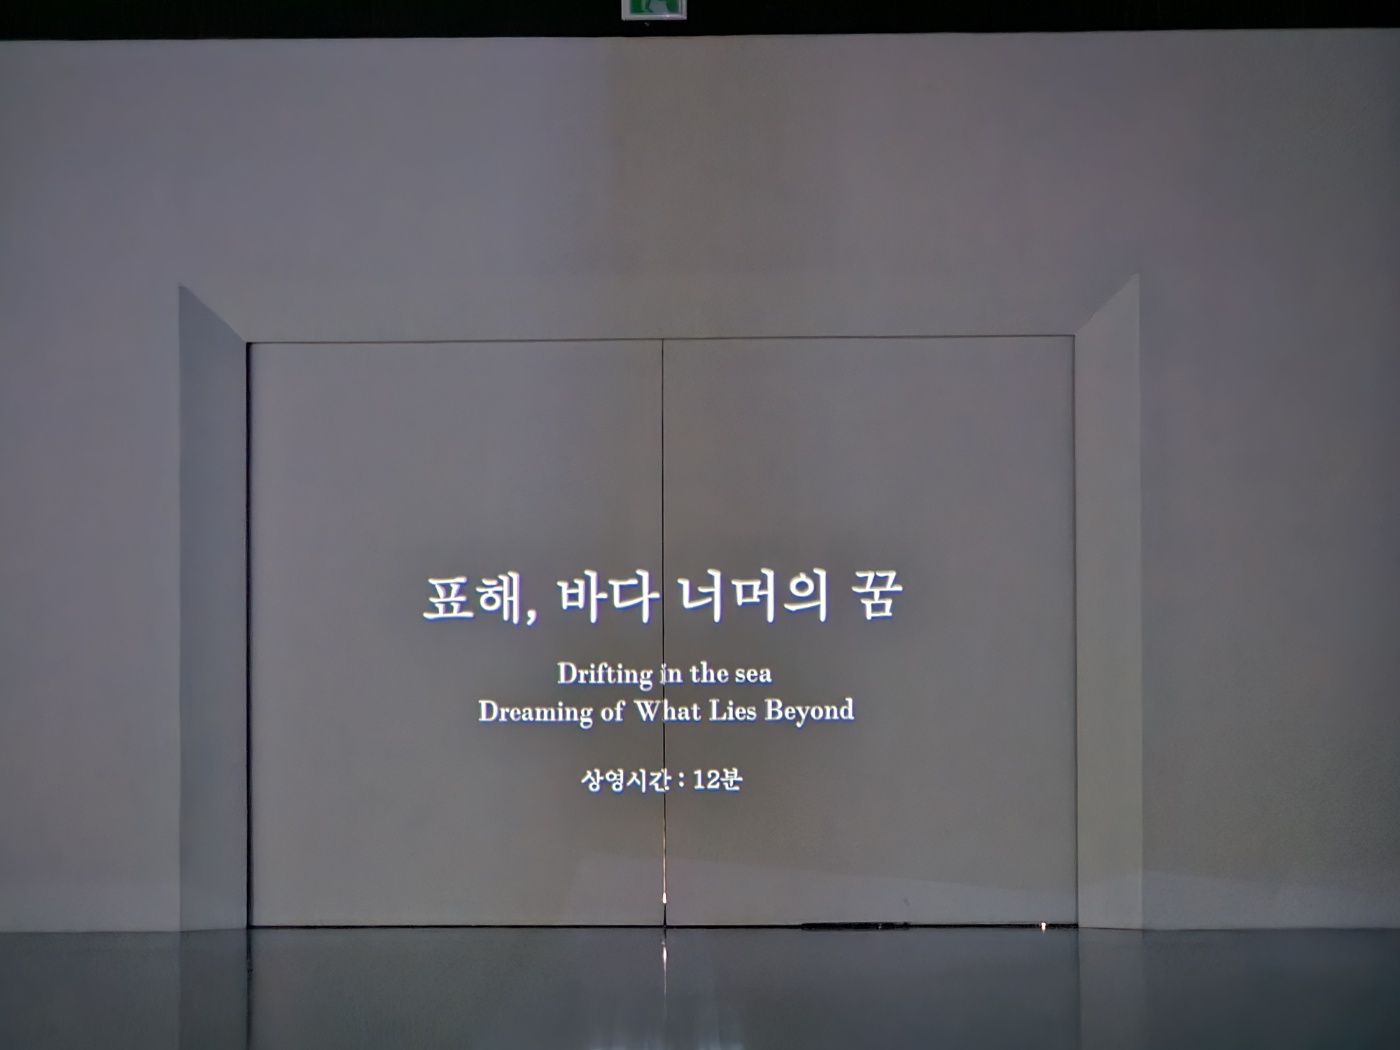 표해, 바다 너머의 꿈
Drifting in the sea
Dreaming of What Lies Beyond
상영시간 : 12분